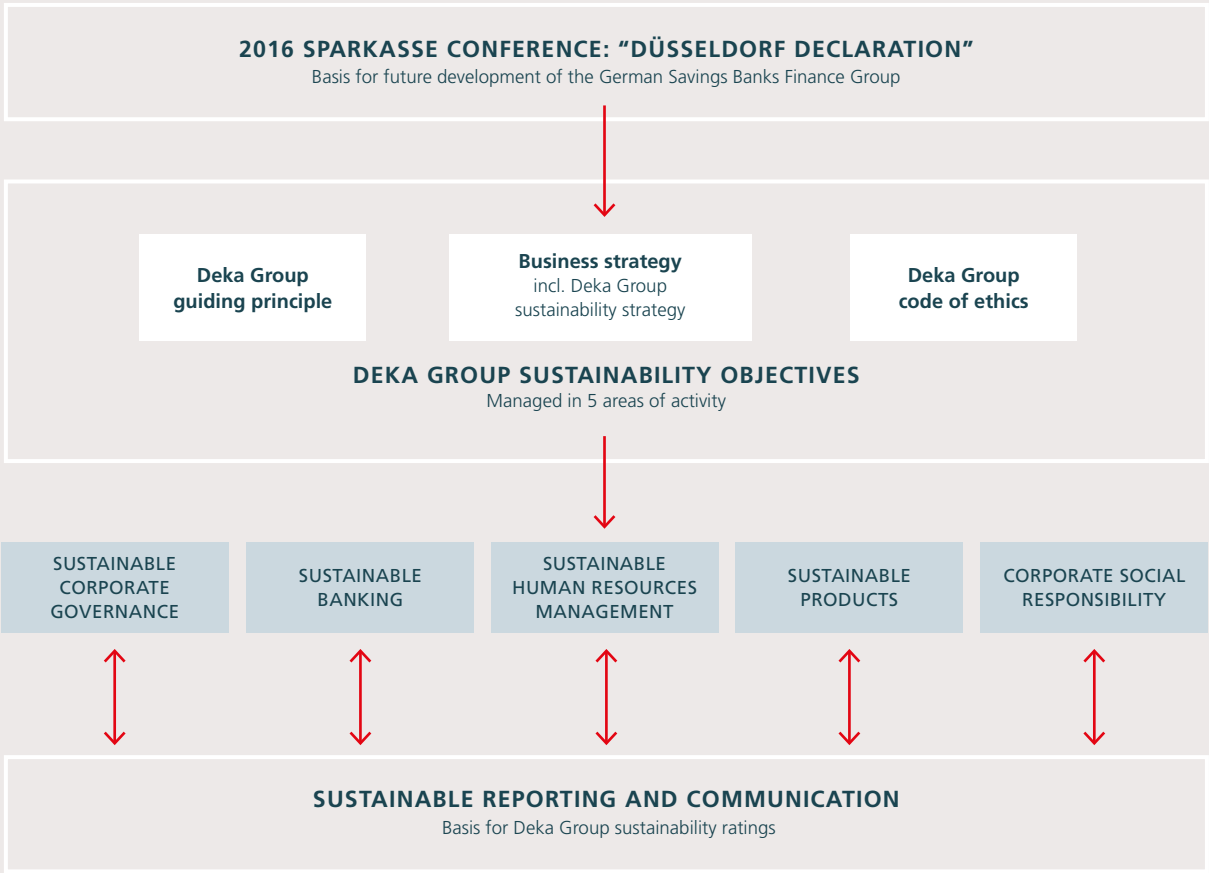 2016 SPARKASSE CONFERENCE: “DÜSSELDORF DECLARATION”
Basis for future development of the German Savings Banks Finance Group
Deka Group
guiding principle
Business strategy
incl. Deka Group
sustainability strategy
Deka Group
code of ethics
DEKA GROUP SUSTAINABILITY OBJECTIVES
Managed in 5 areas of activity
SUSTAINABLE
CORPORATE
GOVERNANCE
SUSTAINABLE
BANKING
SUSTAINABLE
HUMAN RESOURCES
MANAGEMENT
SUSTAINABLE
PRODUCTS
CORPORATE SOCIAL
RESPONSIBILITY
SUSTAINABLE REPORTING AND COMMUNICATION
Basis for Deka Group sustainability ratings